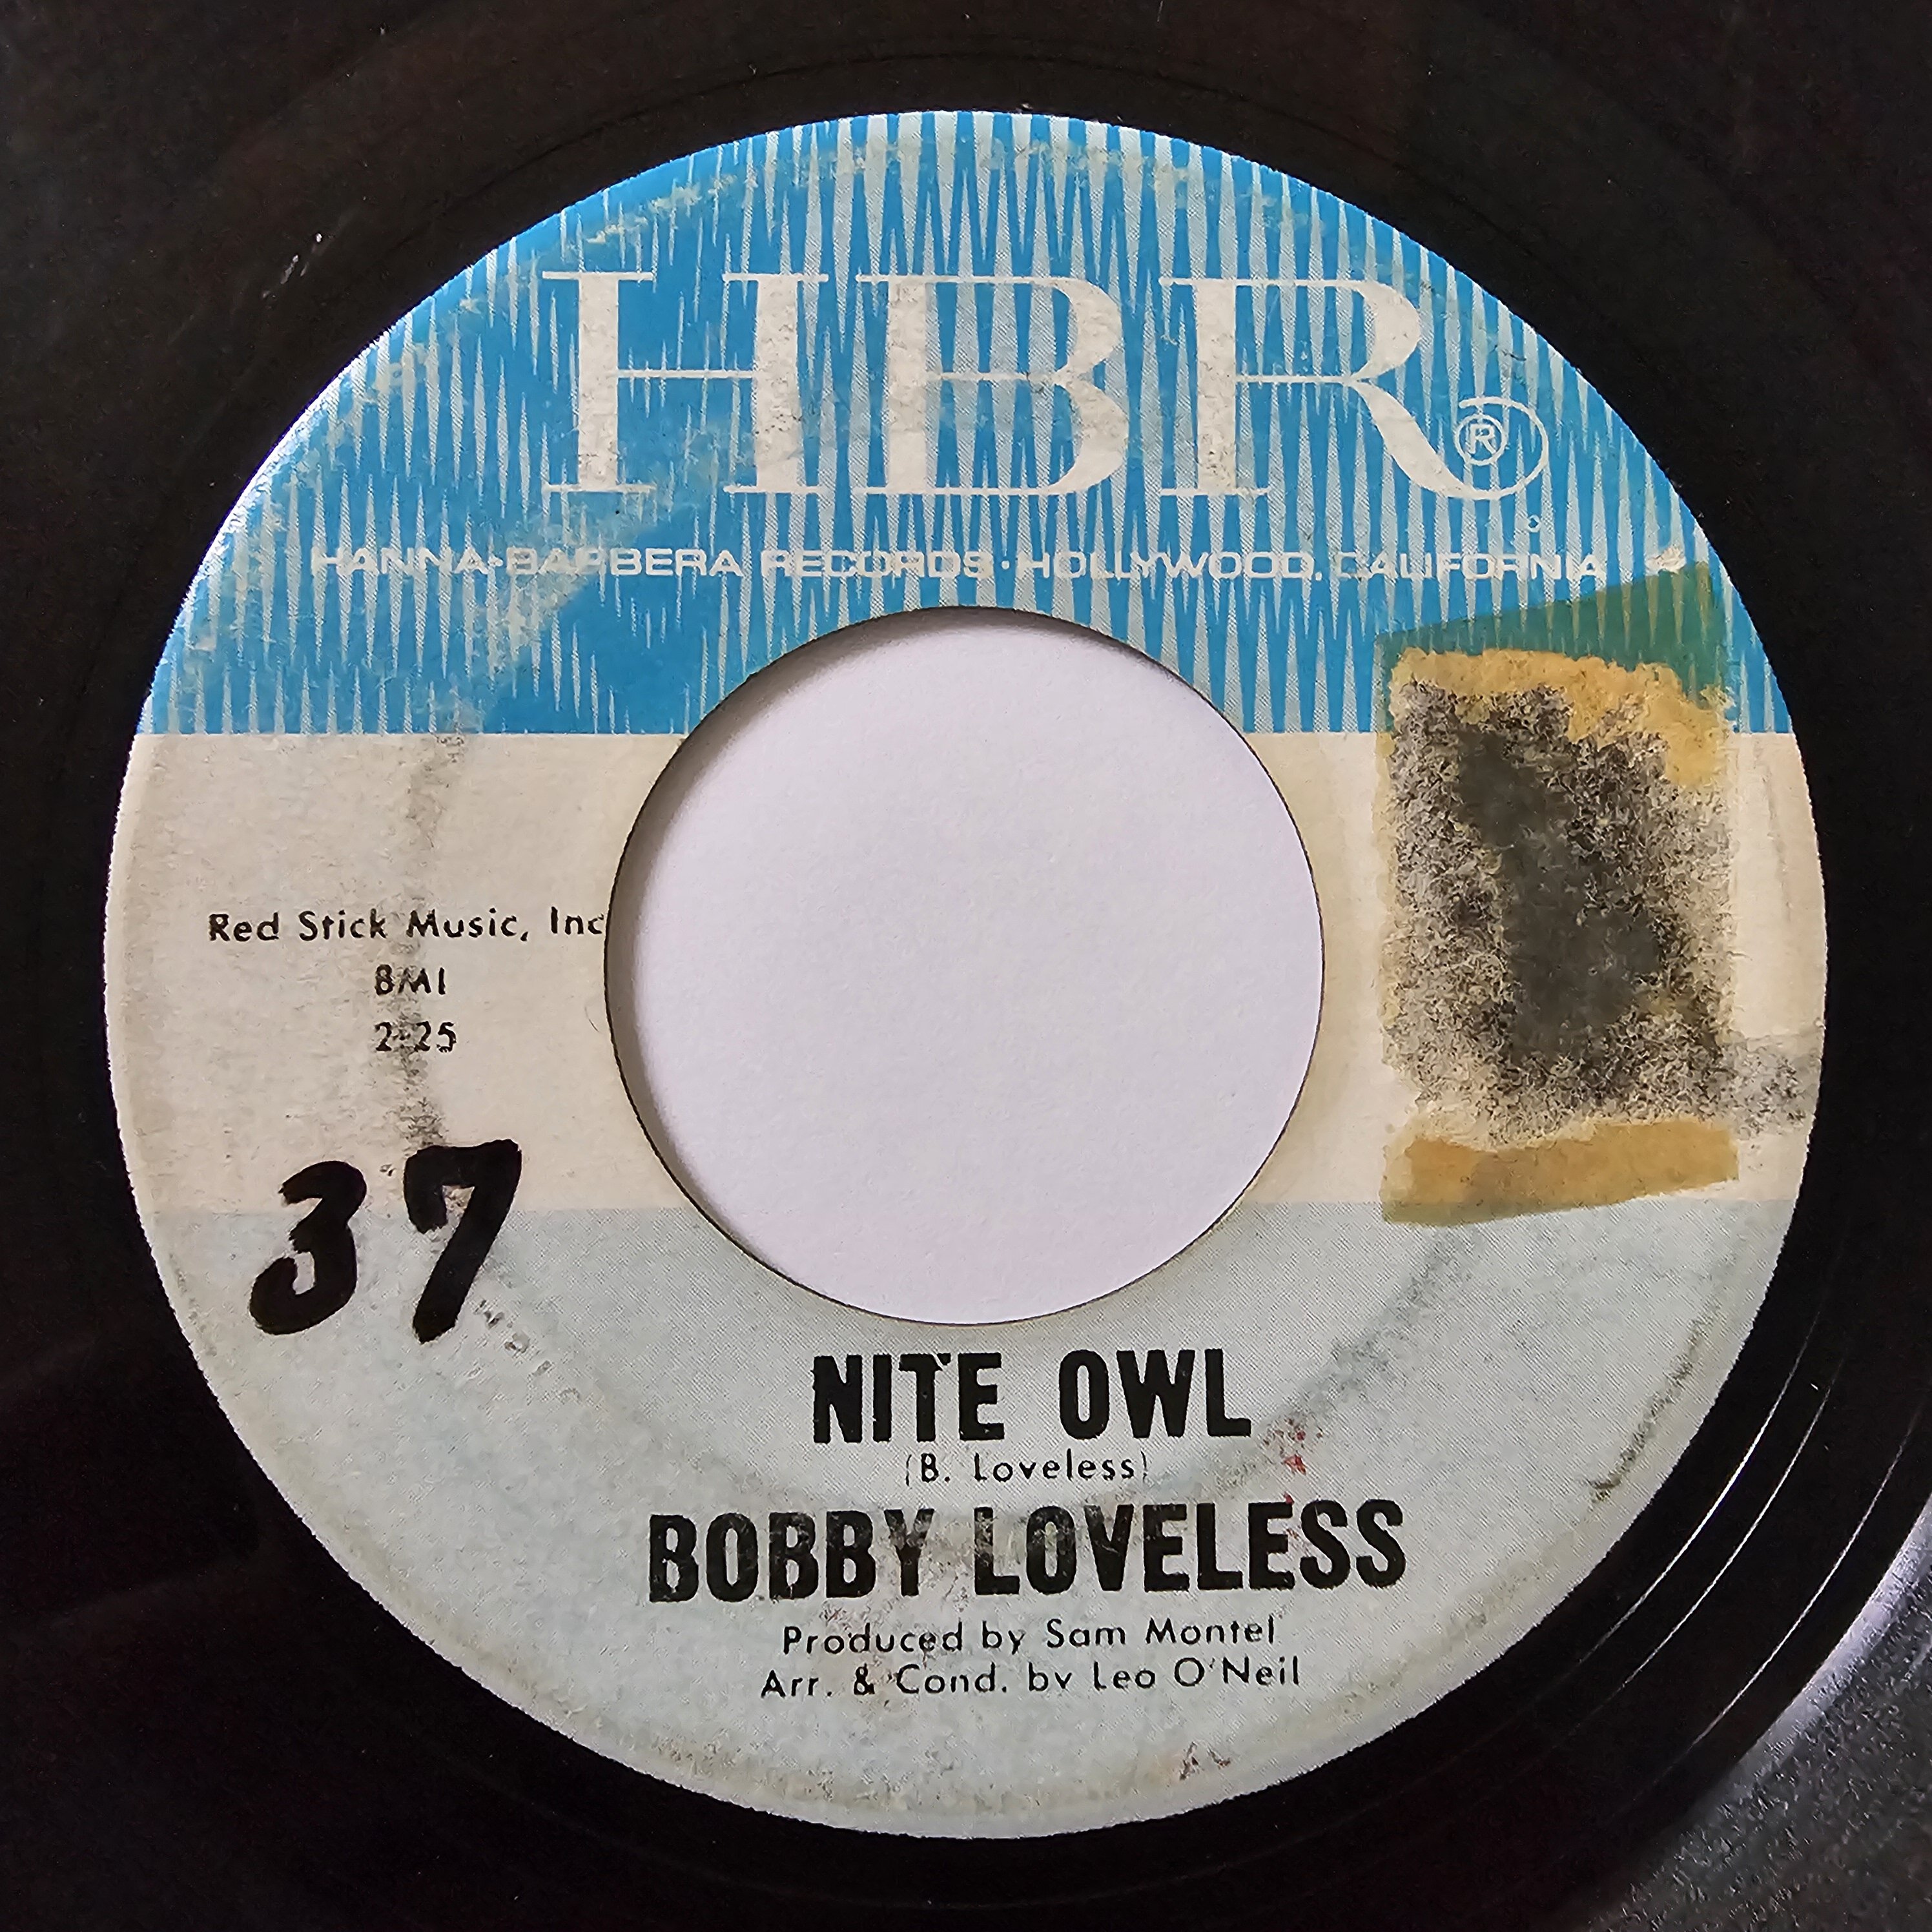 HBR®
HANNA-BARBERA RECORDS · HOLLYWOOD, CALIFORNIA
Red Stick Music, Inc
BMI
2:25
37
NITE OWL
(B. Loveless)
BOBBY LOVELESS
Produced by Sam Montel
Arr. & Cond. by Leo O'Neil